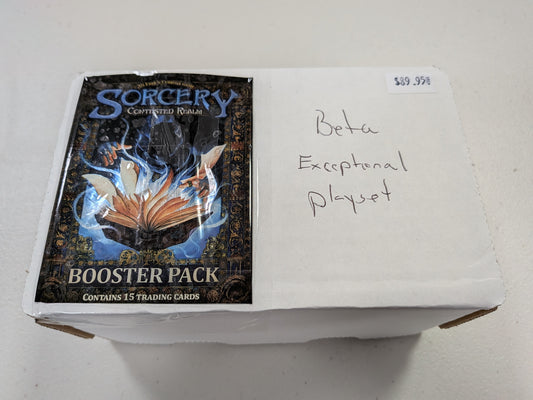 SORCERY
CONTESTED REALM
BOOSTER PACK
CONTAINS 15 TRADING CARDS
$89.95
Beta
Exceptional
playset